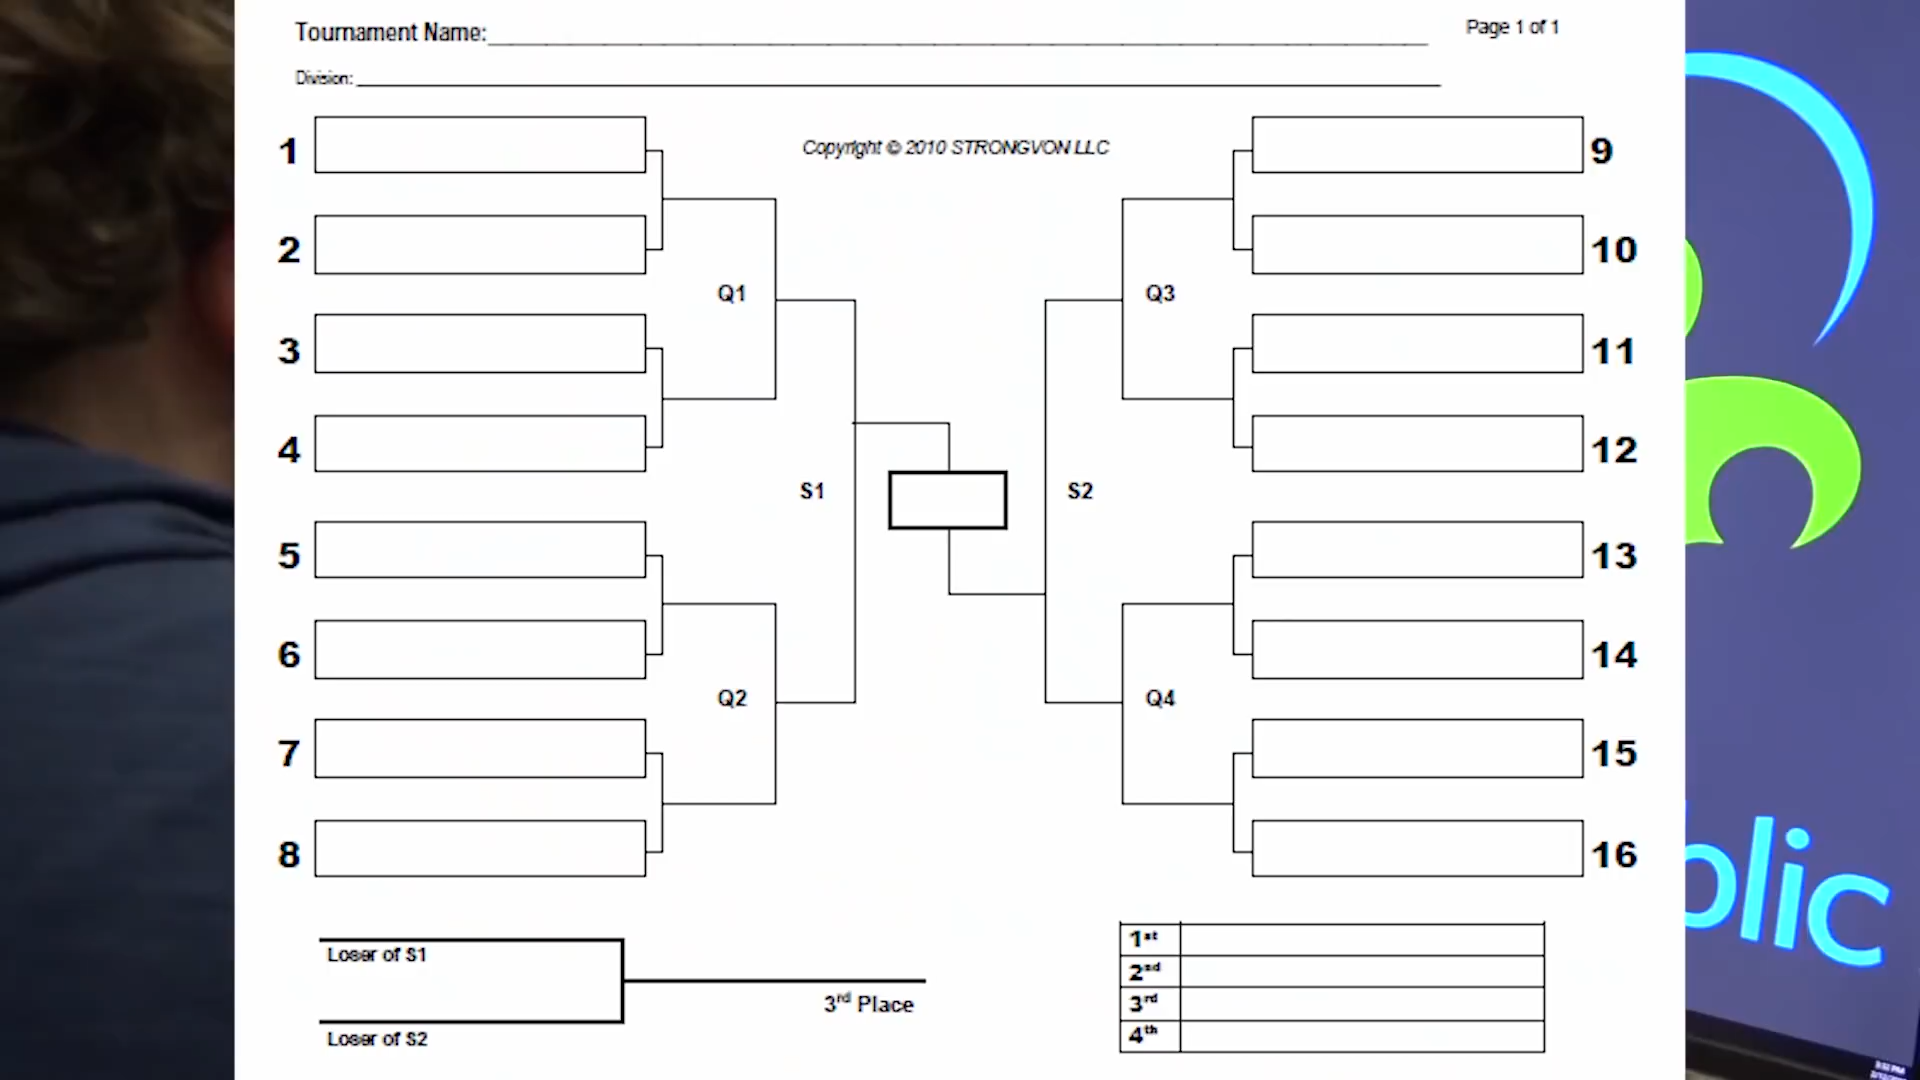 Tournament Name:
Page 1 of 1
Division:
Copyright © 2010 STRONGVON LLC
1
2
3
4
5
6
7
8
Q1
Q2
S1
S2
Q3
Q4
9
10
11
12
13
14
15
16
Loser of S1
3rd Place
Loser of S2
1st
2nd
3rd
4th
blic